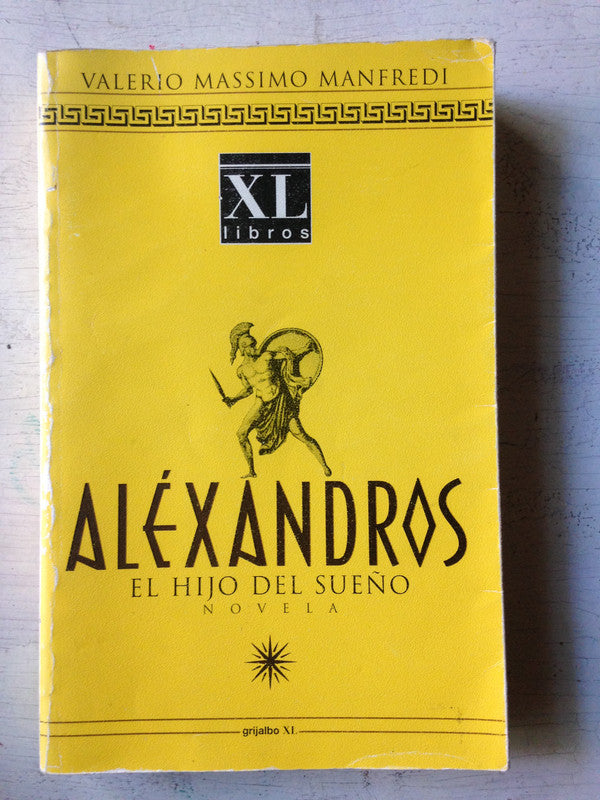 VALERIO MASSIMO MANFREDI
XL
libros
ALÉXANDROS
EL HIJO DEL SUEÑO
NOVELA
grijalbo XL